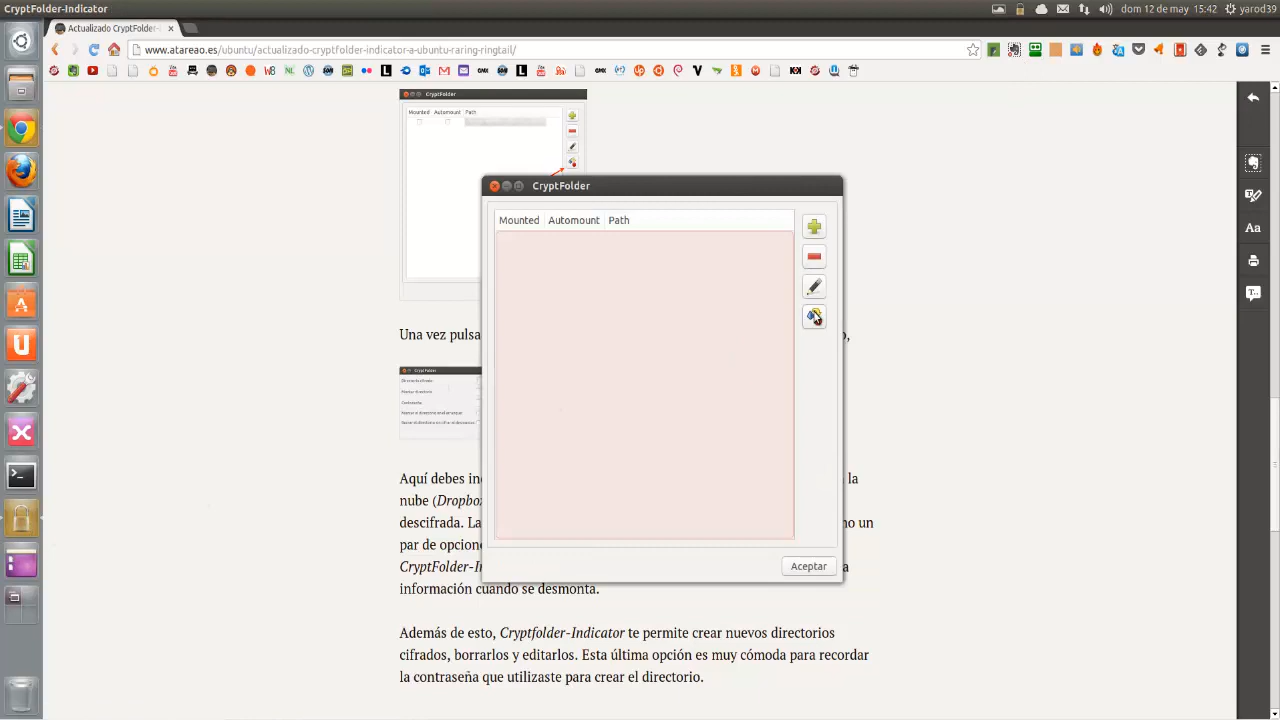 CryptFolder-Indicator
dom 12 de may
15:42
yarod39
Actualizado CryptFolder-
www.atareao.es/ubuntu/actualizado-cryptfolder-indicator-a-ubuntu-raring-ringtail/
CryptFolder
Mounted Automount Path
CryptFolder
Mounted Automount Path
Aceptar
Una vez pulsa
o,
CryptFolder
Aquí debes in
la
nube (Dropbox
descifrada. La
no un
par de opcione
CryptFolder-In
a
información cuando se desmonta.
Además de esto, Cryptfolder-Indicator te permite crear nuevos directorios
cifrados, borrarlos y editarlos. Esta última opción es muy cómoda para recordar
la contraseña que utilizaste para crear el directorio.
Aa
T..